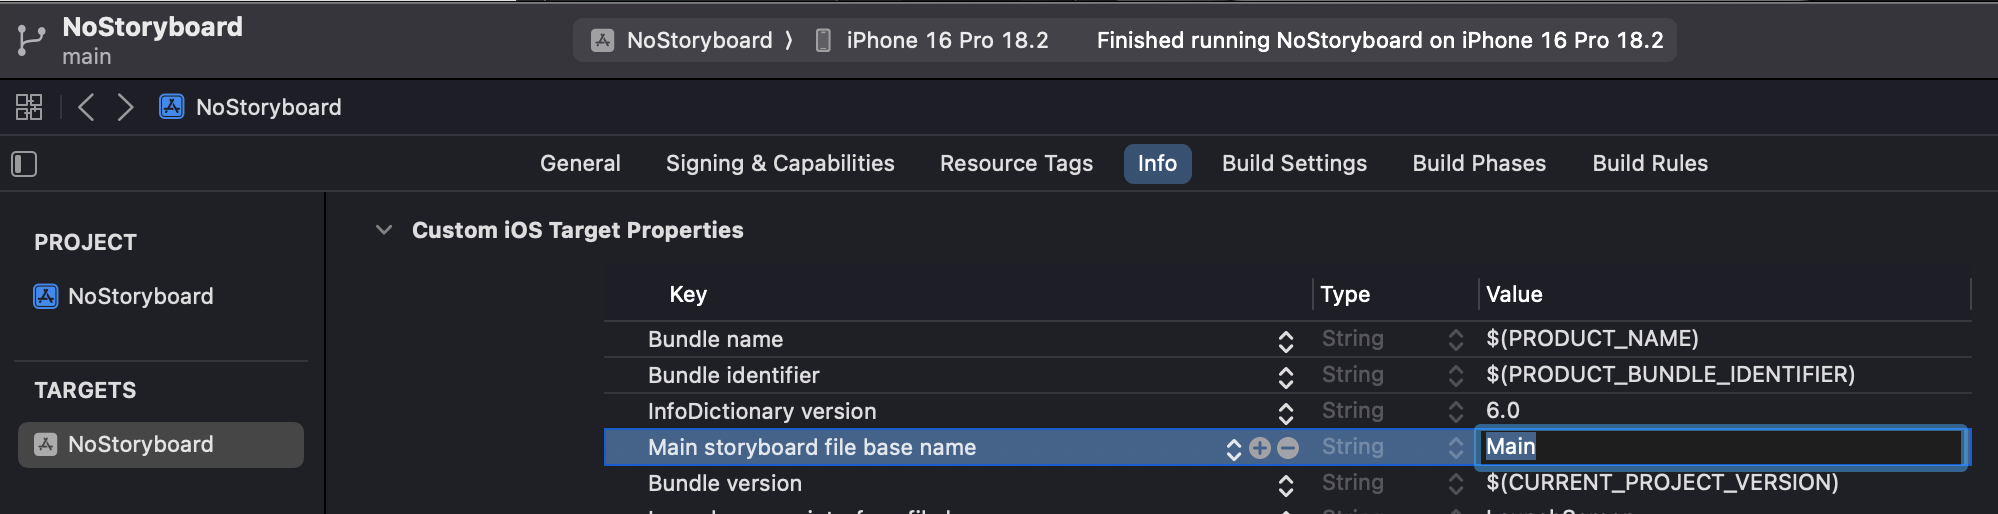 NoStoryboard
main
NoStoryboard 〉 iPhone 16 Pro 18.2 Finished running NoStoryboard on iPhone 16 Pro 18.2
NoStoryboard
General Signing & Capabilities Resource Tags Info Build Settings Build Phases Build Rules
PROJECT
NoStoryboard
TARGETS
NoStoryboard
Custom iOS Target Properties
Key Type Value
Bundle name String $(PRODUCT_NAME)
Bundle identifier String $(PRODUCT_BUNDLE_IDENTIFIER)
InfoDictionary version String 6.0
Main storyboard file base name String Main
Bundle version String $(CURRENT_PROJECT_VERSION)